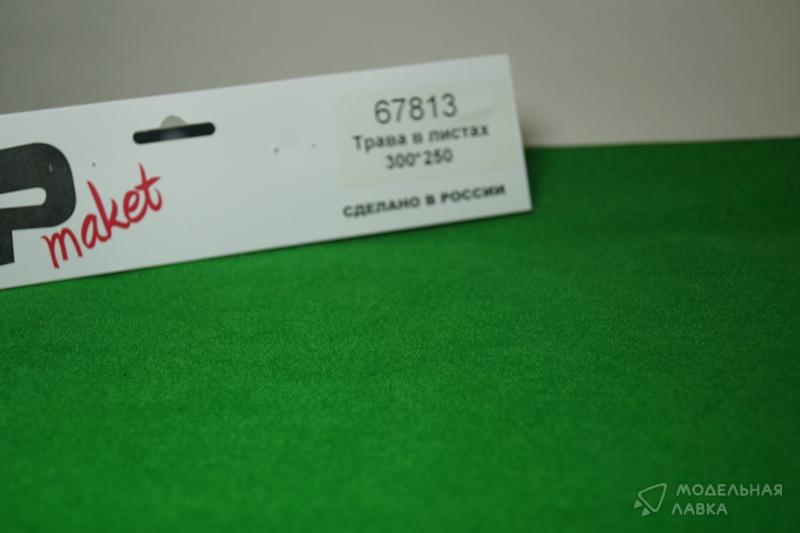 67813
Трава в листах
300*250
СДЕЛАНО В РОССИИ
P
maket
МОДЕЛЬНАЯ
ЛАВКА